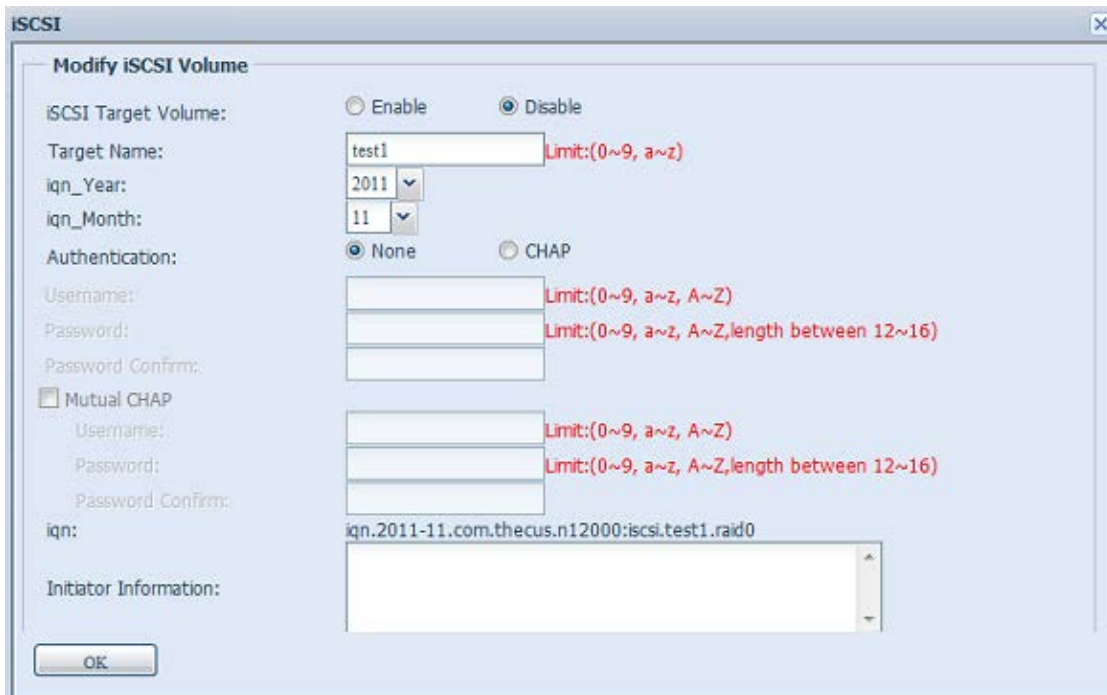 iSCSI
Modify iSCSI Volume
iSCSI Target Volume: Enable Disable
Target Name: test1 Limit:(0~9, a~z)
iqn_Year: 2011
iqn_Month: 11
Authentication: None CHAP
Username: Limit:(0~9, a~z, A~Z)
Password: Limit:(0~9, a~z, A~Z,length between 12~16)
Password Confirm:
Mutual CHAP
Username: Limit:(0~9, a~z, A~Z)
Password: Limit:(0~9, a~z, A~Z,length between 12~16)
Password Confirm:
iqn: iqn.2011-11.com.thecus.n12000:iscsi.test1.raid0
Initiator Information:
OK